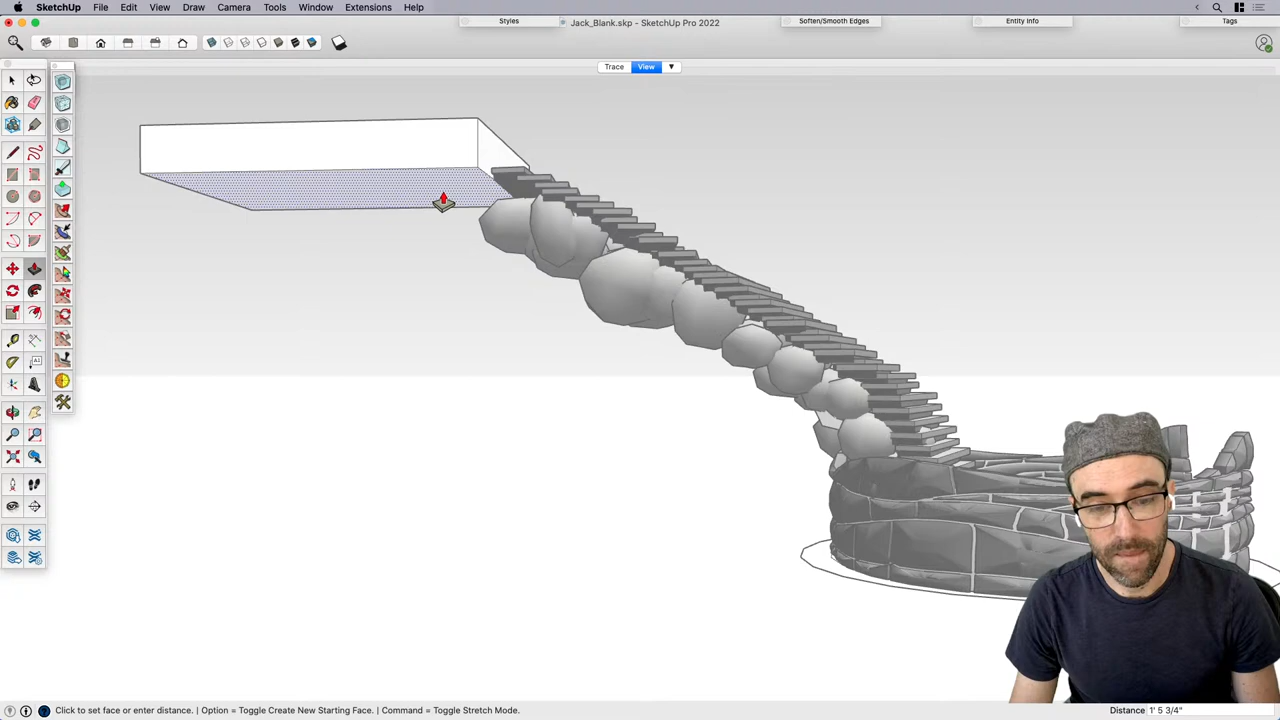 SketchUp File Edit View Draw Camera Tools Window Extensions Help
Styles
Jack_Blank.skp - SketchUp Pro 2022
Soften/Smooth Edges
Entity Info
Tags
Trace View ▼
Click to set face or enter distance. | Option = Toggle Create New Starting Face. | Command = Toggle Stretch Mode.
Distance 1' 5 3/4"